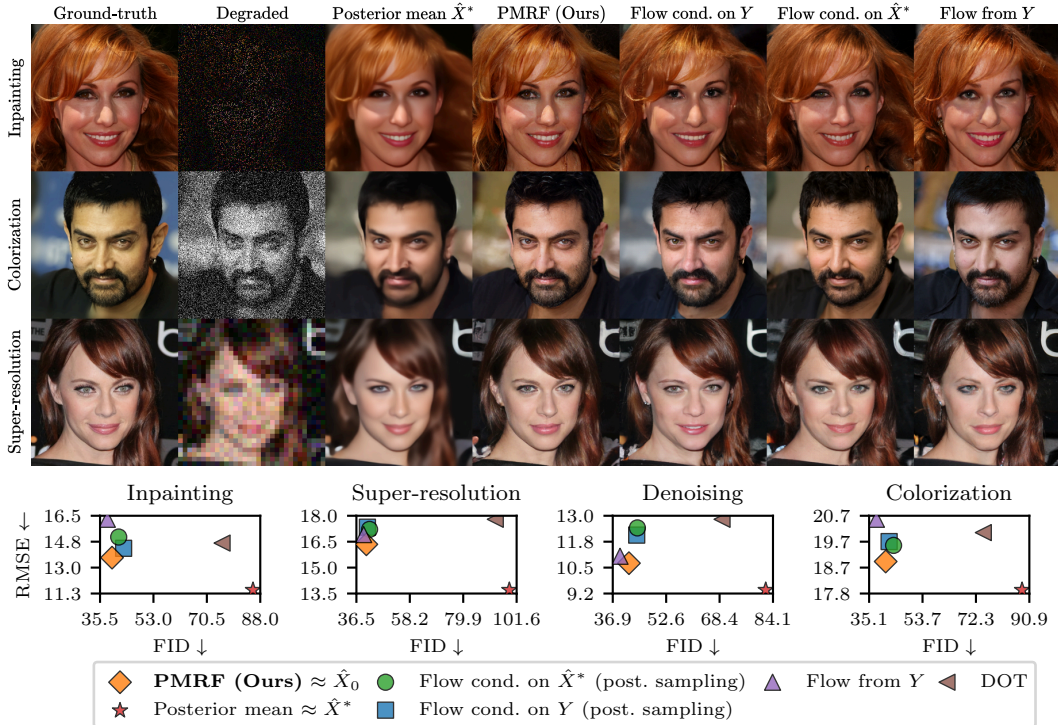 Ground-truth Degraded Posterior mean X̂* PMRF (Ours) Flow cond. on Y Flow cond. on X̂* Flow from Y
Inpainting
Colorization
Super-resolution
Inpainting Super-resolution Denoising Colorization
RMSE ↓
16.5 18.0 13.0 20.7
14.8 16.5 11.8 19.7
13.0 15.0 10.5 18.7
11.3 13.5 9.2 17.8
35.5 53.0 70.5 88.0 36.5 58.2 79.9 101.6 36.9 52.6 68.4 84.1 35.1 53.7 72.3 90.9
FID ↓ FID ↓ FID ↓ FID ↓
PMRF (Ours) ≈ X̂₀ Flow cond. on X̂* (post. sampling) Flow from Y DOT
Posterior mean ≈ X̂* Flow cond. on Y (post. sampling)